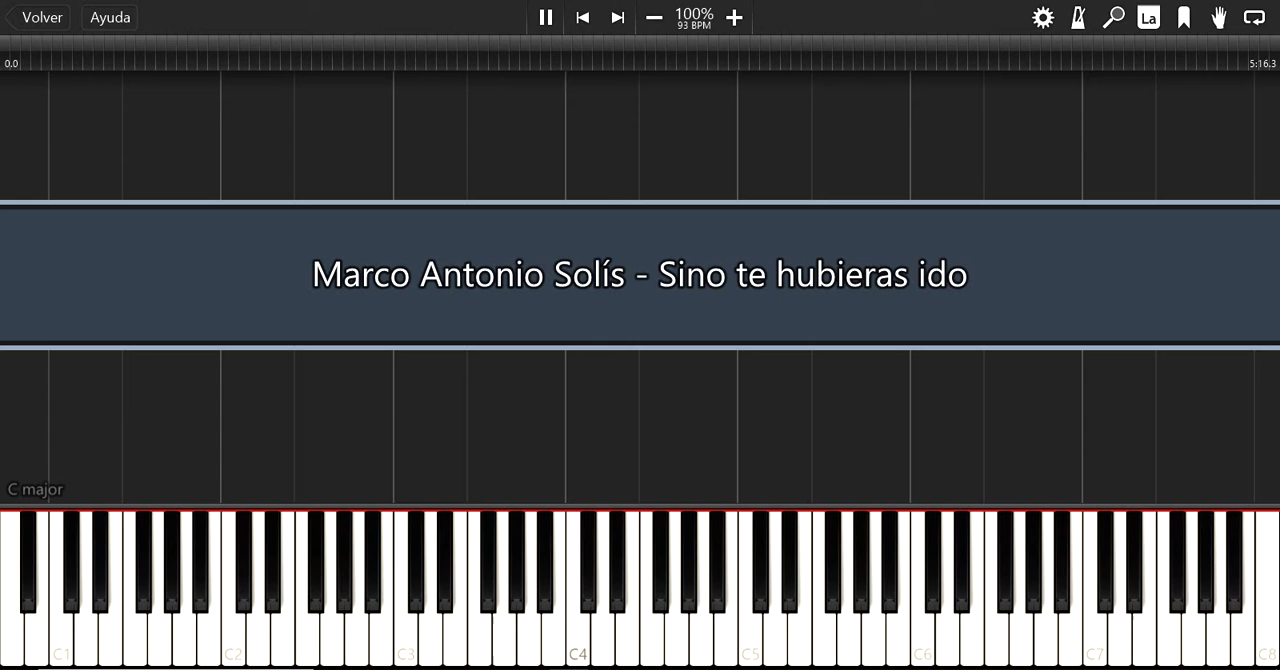 Volver
Ayuda
100%
93 BPM
La
0.0
5:16.3
Marco Antonio Solís - Sino te hubieras ido
C major
C1
C2
C3
C4
C5
C6
C7
C8